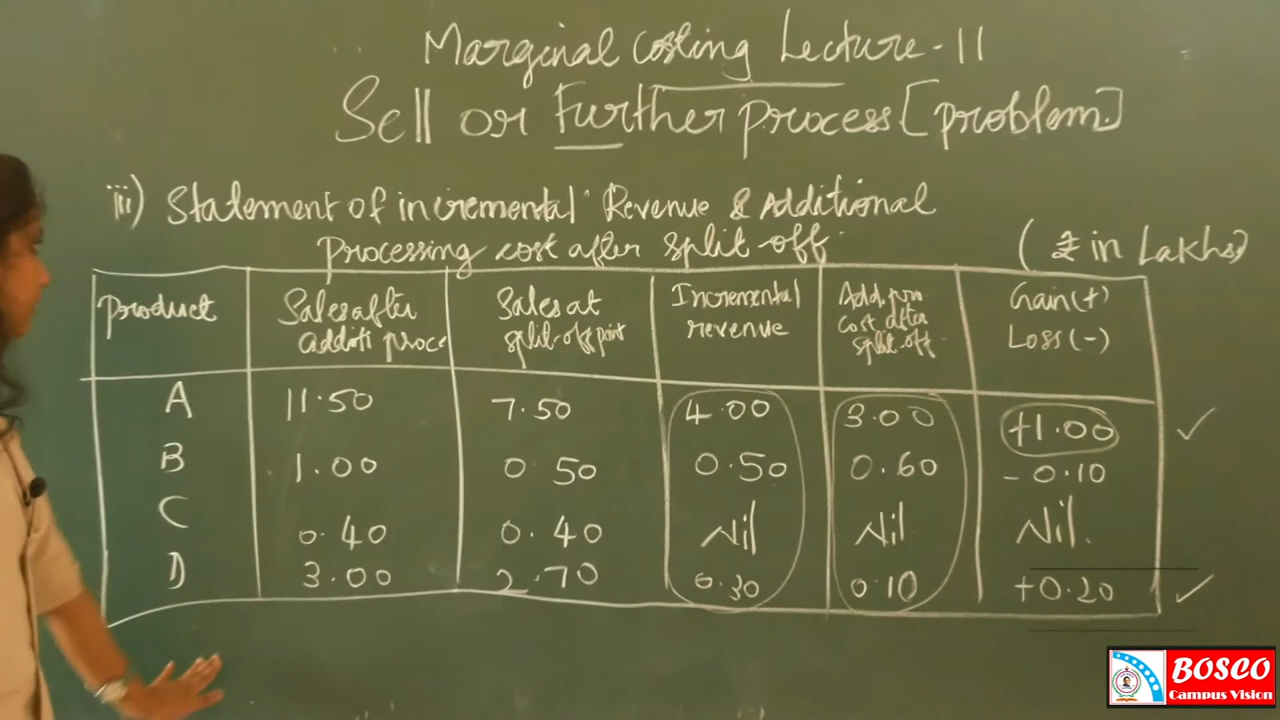 Marginal Costing Lecture - 11
Sell or Further process [problem]
iii) Statement of incremental Revenue & Additional
processing cost after split off
(₹ in Lakhs)
Product | Sales after additi proce | Sales at split-off point | Incremental revenue | Add. pro cost after split off | Gain (+) Loss (-)
A 11.50 7.50 4.00 3.00 +1.00 ✓
B 1.00 0.50 0.50 0.60 - 0.10
C 0.40 0.40 Nil Nil Nil
D 3.00 2.70 0.30 0.10 +0.20 ✓
BOSCO
Campus Vision